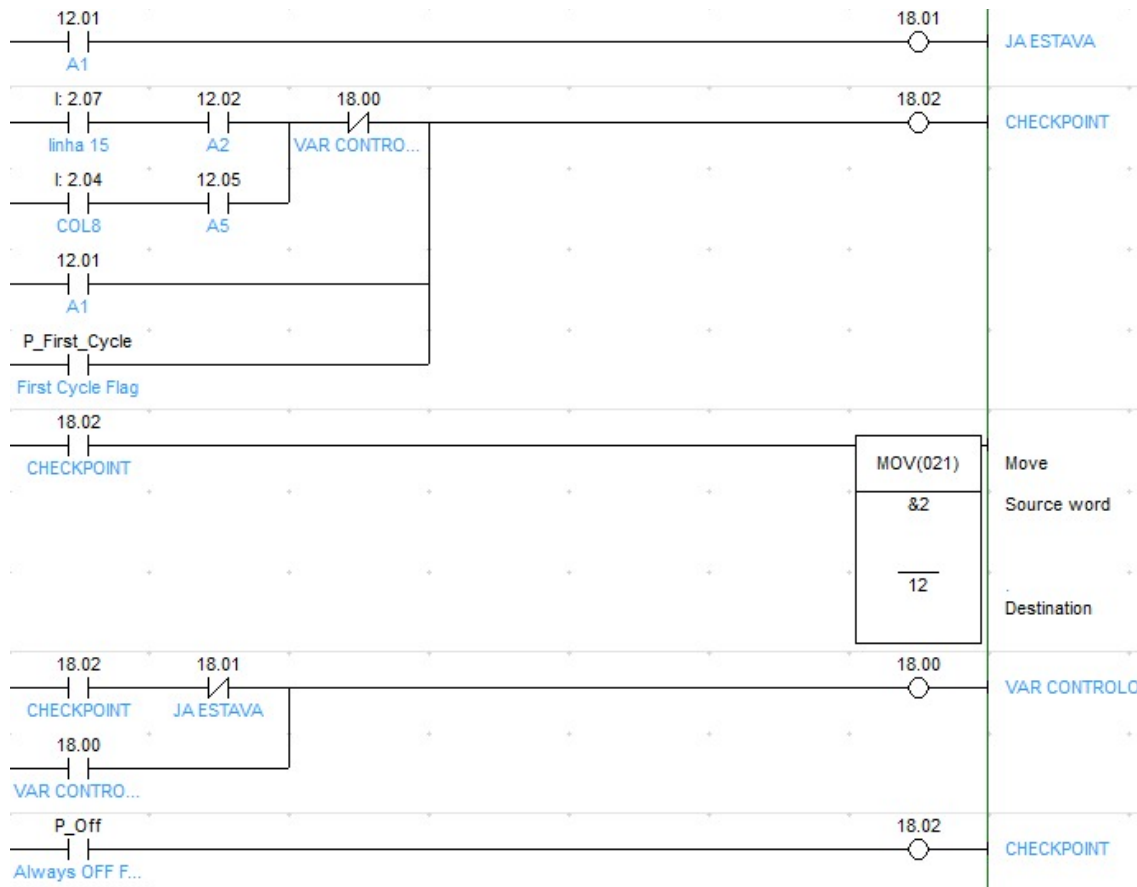 12.01 18.01
JA ESTAVA
A1
I: 2.07 12.02 18.00 18.02
CHECKPOINT
linha 15 A2 VAR CONTRO...
I: 2.04 12.05
COL8 A5
12.01
A1
P_First_Cycle
First Cycle Flag
18.02
CHECKPOINT
MOV(021) Move
&2 Source word
12
Destination
18.02 18.01 18.00
VAR CONTROLO
CHECKPOINT JA ESTAVA
18.00
VAR CONTRO...
P_Off 18.02
CHECKPOINT
Always OFF F...